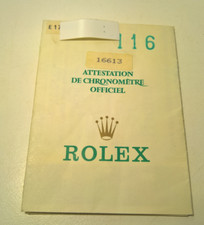 116
16613
ATTESTATION
DE CHRONOMÈTRE
OFFICIEL
ROLEX